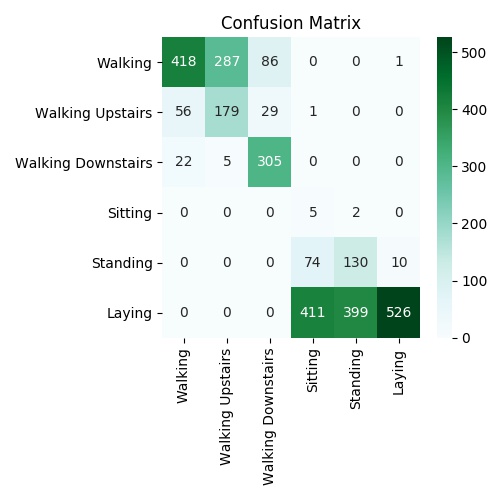 Confusion Matrix
Walking 418 287 86 0 0 1
Walking Upstairs 56 179 29 1 0 0
Walking Downstairs 22 5 305 0 0 0
Sitting 0 0 0 5 2 0
Standing 0 0 0 74 130 10
Laying 0 0 0 411 399 526
Walking
Walking Upstairs
Walking Downstairs
Sitting
Standing
Laying
500
400
300
200
100
0